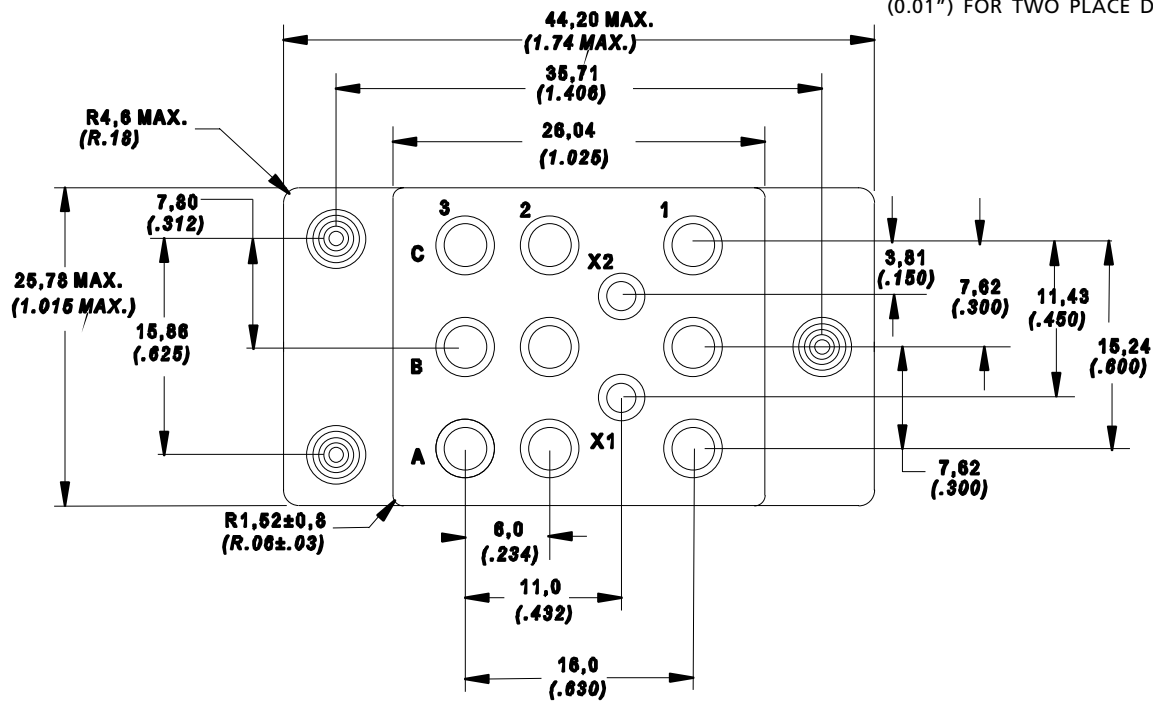 (0.01") FOR TWO PLACE D
44,20 MAX.
(1.74 MAX.)
35,71
(1.406)
R4,6 MAX.
(R.18)
26,04
(1.025)
7,80
(.312)
3
2
1
C
X2
3,81
(.150)
7,62
(.300)
25,78 MAX.
(1.015 MAX.)
11,43
(.450)
15,86
(.625)
15,24
(.600)
B
A
X1
7,62
(.300)
R1,52±0,8
(R.06±.03)
6,0
(.234)
11,0
(.432)
16,0
(.630)